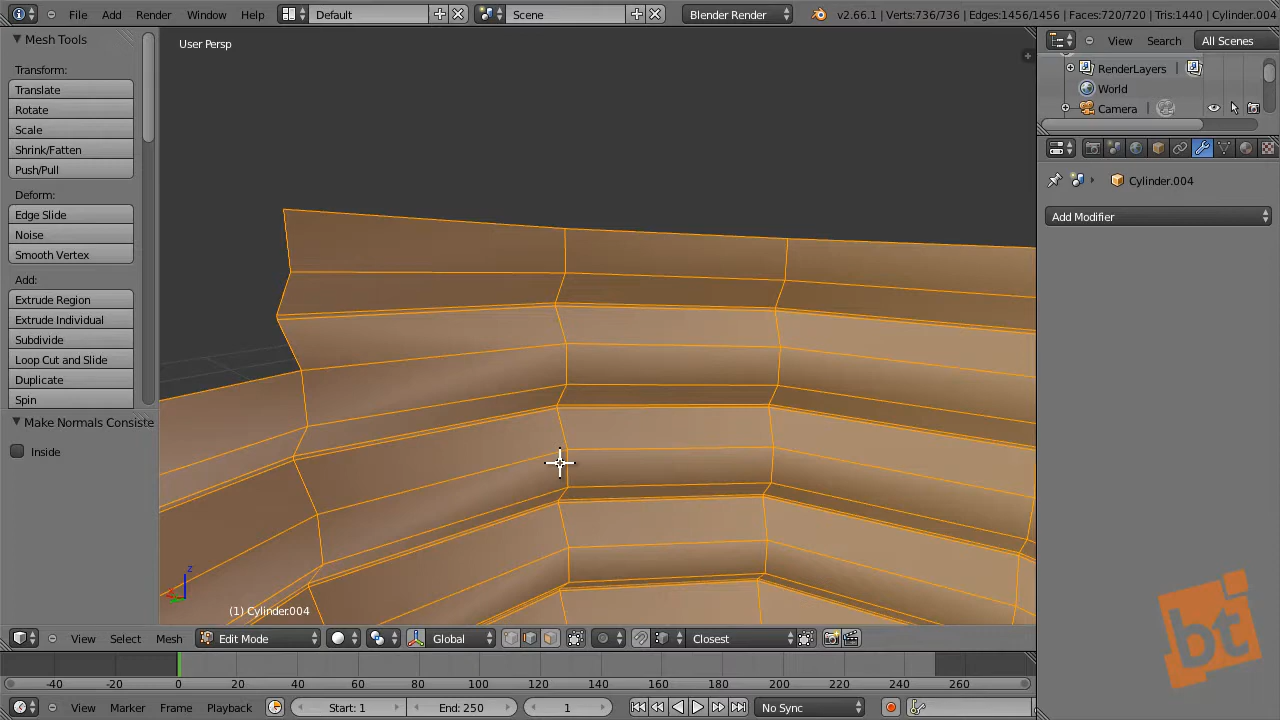 File Add Render Window Help Default Scene Blender Render v2.66.1 | Verts:736/736 | Edges:1456/1456 | Faces:720/720 | Tris:1440 | Cylinder.004
Mesh Tools
User Persp
View Search All Scenes
Transform:
RenderLayers
Translate
World
Rotate
Camera
Scale
Shrink/Fatten
Push/Pull
Cylinder.004
Deform:
Add Modifier
Edge Slide
Noise
Smooth Vertex
Add:
Extrude Region
Extrude Individual
Subdivide
Loop Cut and Slide
Duplicate
Spin
Make Normals Consiste
Inside
z
(1) Cylinder.004
bt
View Select Mesh Edit Mode Global Closest
-40 -20 0 20 40 60 80 100 120 140 160 180 200 220 240 260
View Marker Frame Playback Start: 1 End: 250 1 No Sync